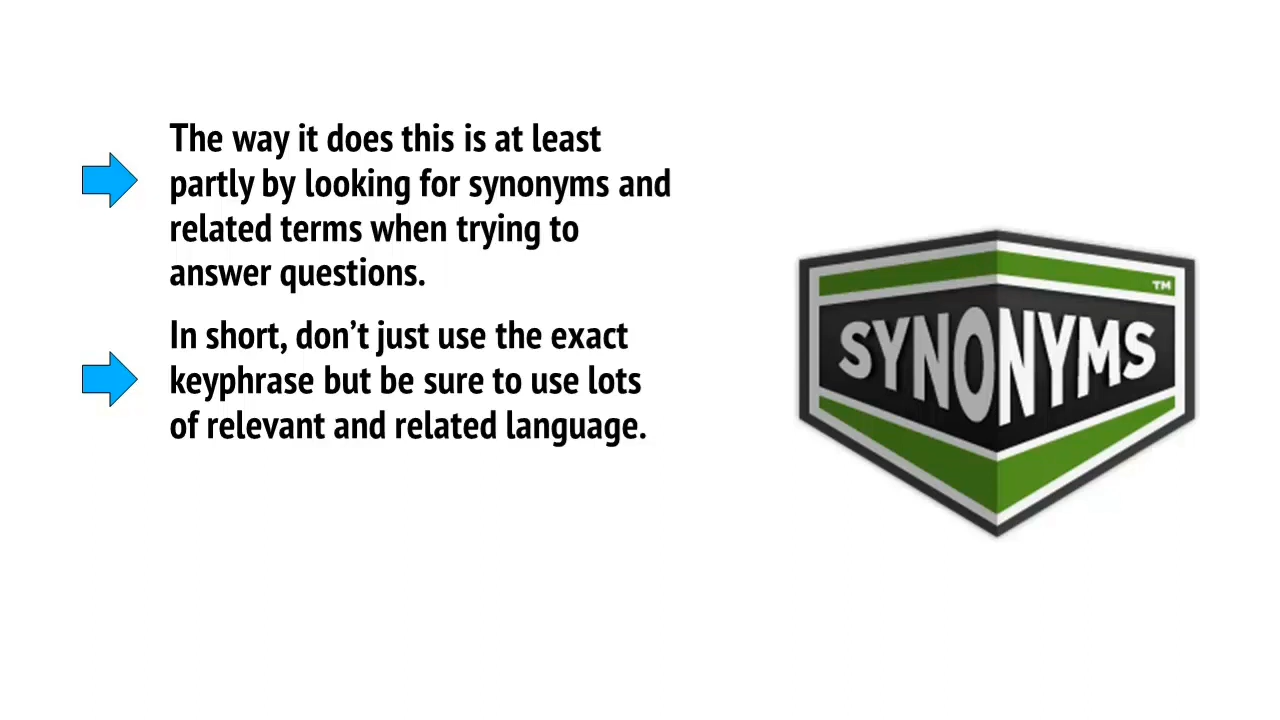 The way it does this is at least
partly by looking for synonyms and
related terms when trying to
answer questions.
In short, don’t just use the exact
keyphrase but be sure to use lots
of relevant and related language.
™
SYNONYMS